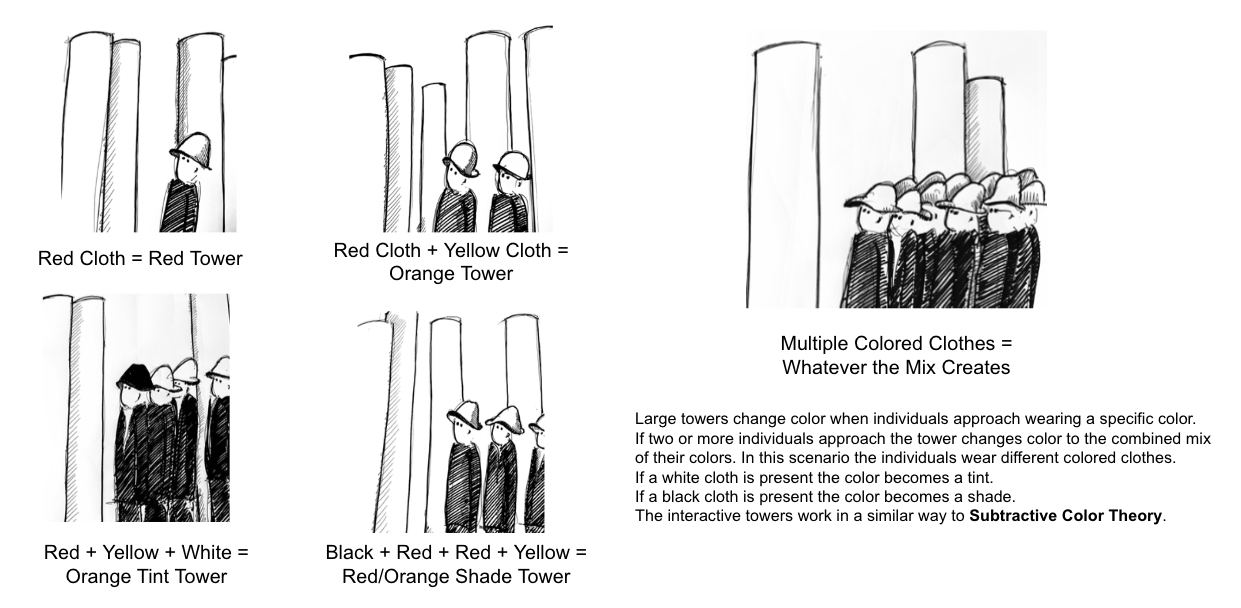 Red Cloth = Red Tower
Red Cloth + Yellow Cloth =
Orange Tower
Red + Yellow + White =
Orange Tint Tower
Black + Red + Red + Yellow =
Red/Orange Shade Tower
Multiple Colored Clothes =
Whatever the Mix Creates
Large towers change color when individuals approach wearing a specific color.
If two or more individuals approach the tower changes color to the combined mix
of their colors. In this scenario the individuals wear different colored clothes.
If a white cloth is present the color becomes a tint.
If a black cloth is present the color becomes a shade.
The interactive towers work in a similar way to Subtractive Color Theory.